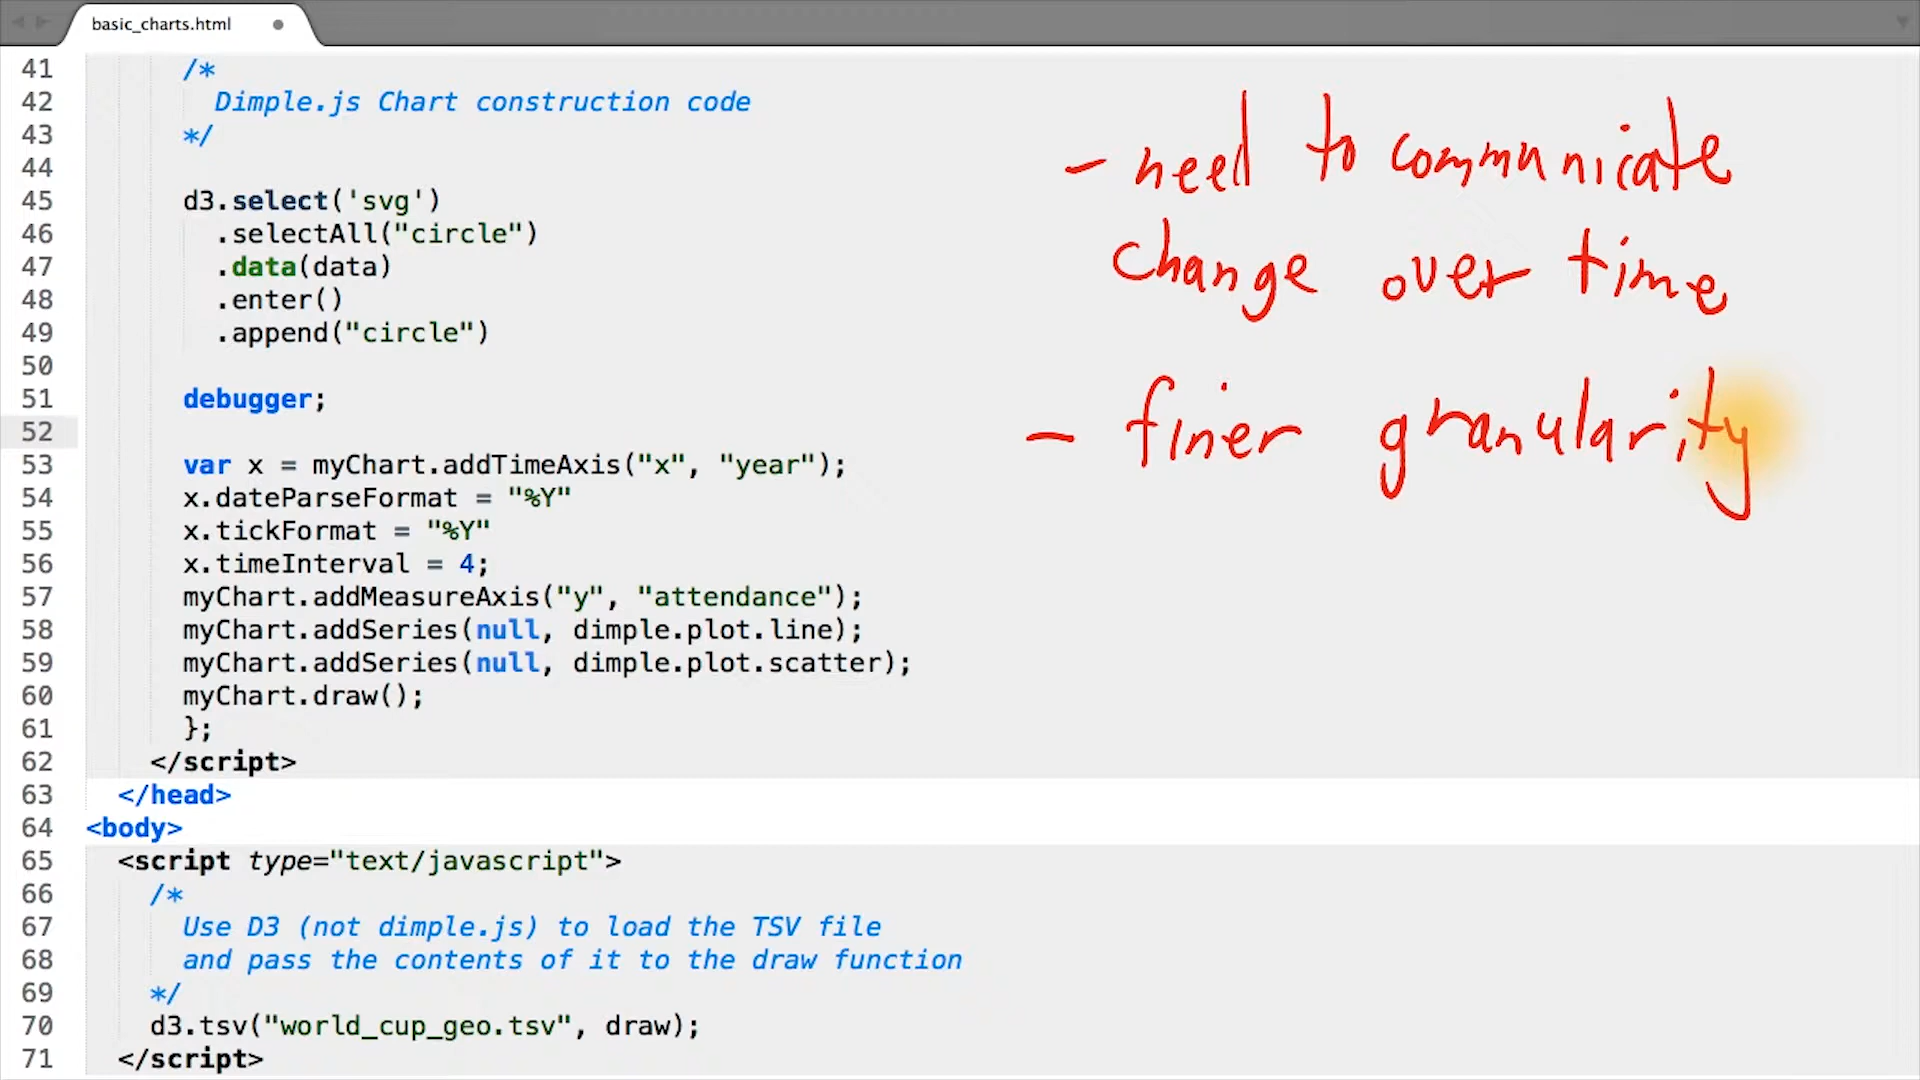 basic_charts.html
41 /*
42 Dimple.js Chart construction code
43 */
44
45 d3.select('svg')
46 .selectAll("circle")
47 .data(data)
48 .enter()
49 .append("circle")
50
51 debugger;
52
53 var x = myChart.addTimeAxis("x", "year");
54 x.dateParseFormat = "%Y"
55 x.tickFormat = "%Y"
56 x.timeInterval = 4;
57 myChart.addMeasureAxis("y", "attendance");
58 myChart.addSeries(null, dimple.plot.line);
59 myChart.addSeries(null, dimple.plot.scatter);
60 myChart.draw();
61 };
62 </script>
63 </head>
64 <body>
65 <script type="text/javascript">
66 /*
67 Use D3 (not dimple.js) to load the TSV file
68 and pass the contents of it to the draw function
69 */
70 d3.tsv("world_cup_geo.tsv", draw);
71 </script>
- need to communicate
change over time
- finer granularity